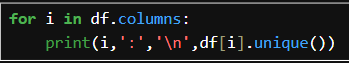 for i in df.columns:
    print(i,':','\n',df[i].unique())